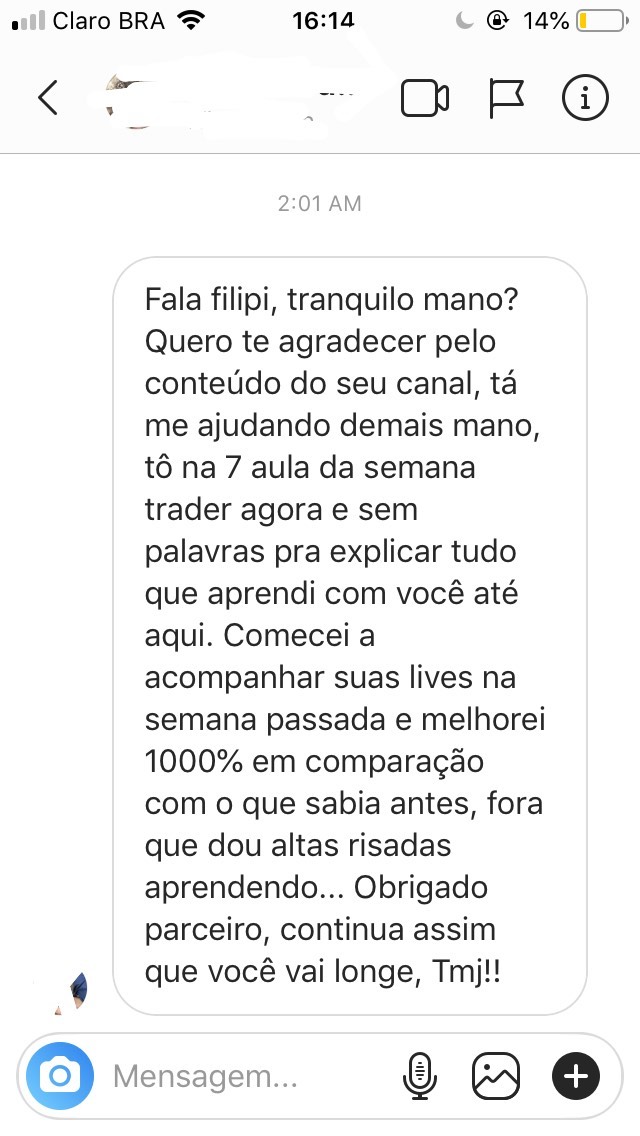 Claro BRA 16:14 14%
2:01 AM
Fala filipi, tranquilo mano?
Quero te agradecer pelo
conteúdo do seu canal, tá
me ajudando demais mano,
tô na 7 aula da semana
trader agora e sem
palavras pra explicar tudo
que aprendi com você até
aqui. Comecei a
acompanhar suas lives na
semana passada e melhorei
1000% em comparação
com o que sabia antes, fora
que dou altas risadas
aprendendo... Obrigado
parceiro, continua assim
que você vai longe, Tmj!!
Mensagem...